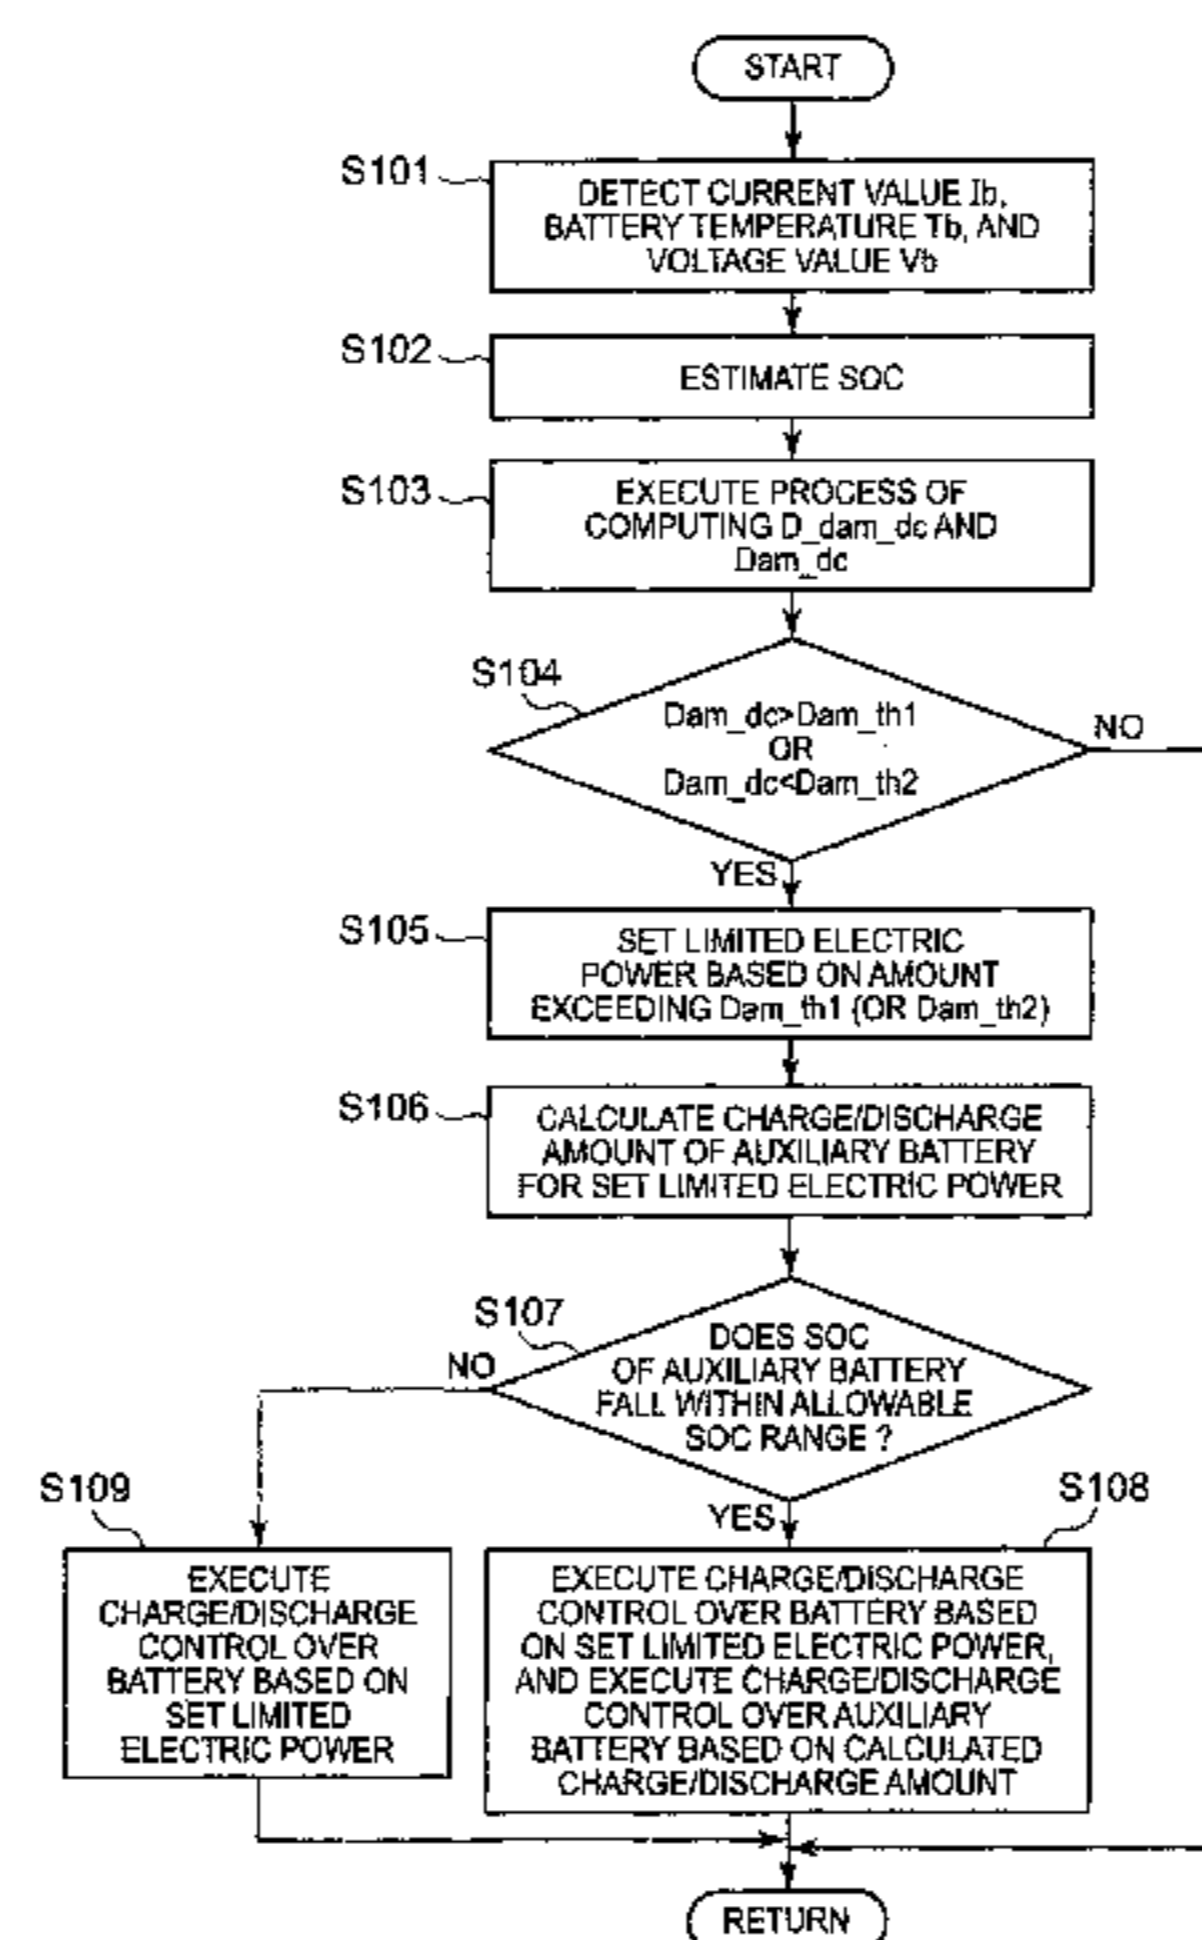 START
S101
DETECT CURRENT VALUE Ib,
BATTERY TEMPERATURE Tb, AND
VOLTAGE VALUE Vb
S102
ESTIMATE SOC
S103
EXECUTE PROCESS OF
COMPUTING D_dam_dc AND
Dam_dc
S104
Dam_dc>Dam_th1
OR
Dam_dc<Dam_th2
NO
YES
S105
SET LIMITED ELECTRIC
POWER BASED ON AMOUNT
EXCEEDING Dam_th1 (OR Dam_th2)
S106
CALCULATE CHARGE/DISCHARGE
AMOUNT OF AUXILIARY BATTERY
FOR SET LIMITED ELECTRIC POWER
S107
DOES SOC
OF AUXILIARY BATTERY
FALL WITHIN ALLOWABLE
SOC RANGE ?
NO
YES
S109
EXECUTE
CHARGE/DISCHARGE
CONTROL OVER
BATTERY BASED ON
SET LIMITED
ELECTRIC POWER
S108
EXECUTE CHARGE/DISCHARGE
CONTROL OVER BATTERY BASED
ON SET LIMITED ELECTRIC POWER,
AND EXECUTE CHARGE/DISCHARGE
CONTROL OVER AUXILIARY
BATTERY BASED ON CALCULATED
CHARGE/DISCHARGE AMOUNT
RETURN